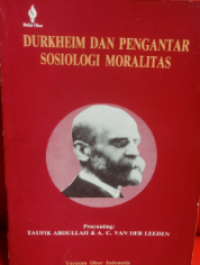 DURKHEIM DAN PENGANTAR
SOSIOLOGI MORALITAS
Penyunting:
TAUFIK ABDULLAH & A. C. VAN DER LEEDEN
Yayasan Obor Indonesia